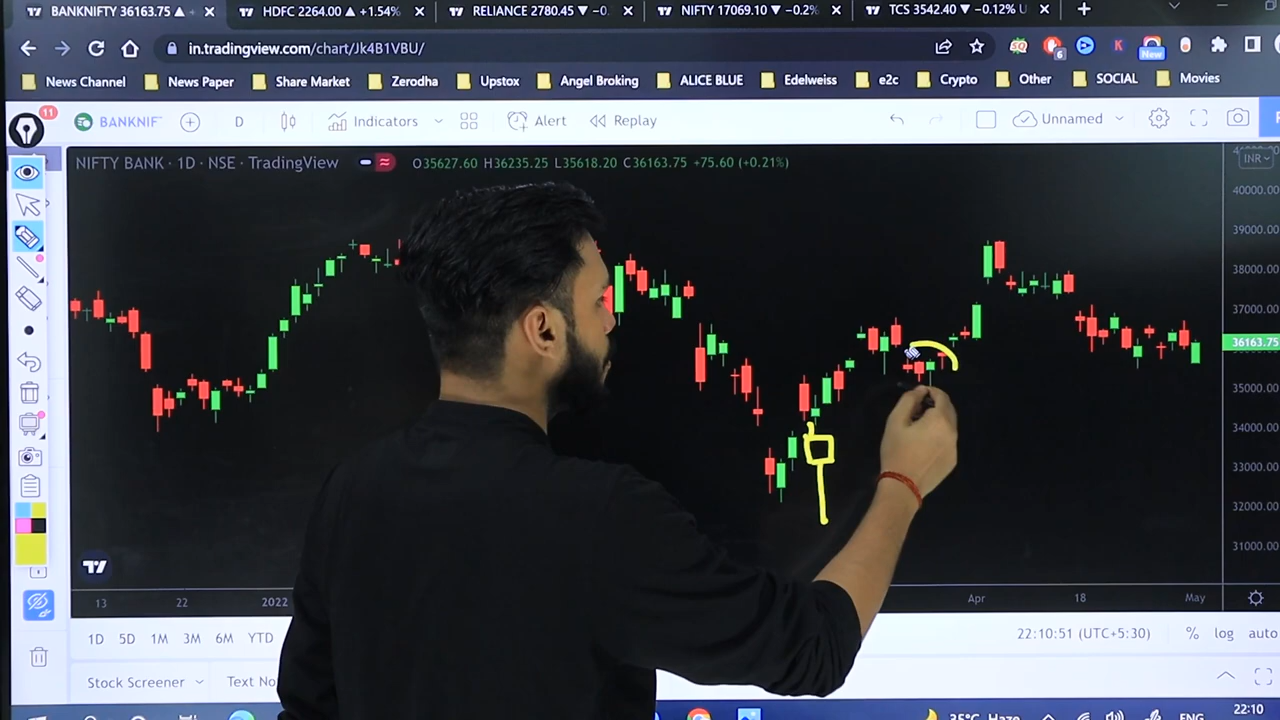 BANKNIFTY 36163.75 ▲ +
HDFC 2264.00 ▲ +1.54%
RELIANCE 2780.45 ▼ −0.
NIFTY 17069.10 ▼ −0.2%
TCS 3542.40 ▼ −0.12% U
in.tradingview.com/chart/Jk4B1VBU/
6
K
New
News Channel
News Paper
Share Market
Zerodha
Upstox
Angel Broking
ALICE BLUE
Edelweiss
e2c
Crypto
Other
SOCIAL
Movies
11
BANKNIF
D
Indicators
Alert
Replay
Unnamed
NIFTY BANK · 1D · NSE · TradingView
O35627.60 H36235.25 L35618.20 C36163.75 +75.60 (+0.21%)
INR
40000.00
39000.00
38000.00
37000.00
36163.75
35000.00
34000.00
33000.00
32000.00
31000.00
13
22
2022
Apr
18
May
1D 5D 1M 3M 6M YTD
22:10:51 (UTC+5:30)
%
log
auto
Stock Screener
Text No
35°C Haze
ENG
22:10